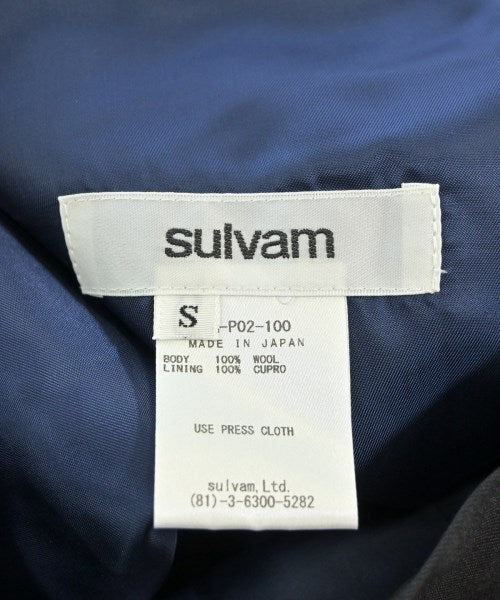 sulvam
S
-P02-100
MADE IN JAPAN
BODY 100% WOOL
LINING 100% CUPRO
USE PRESS CLOTH
sulvam,Ltd.
(81)-3-6300-5282